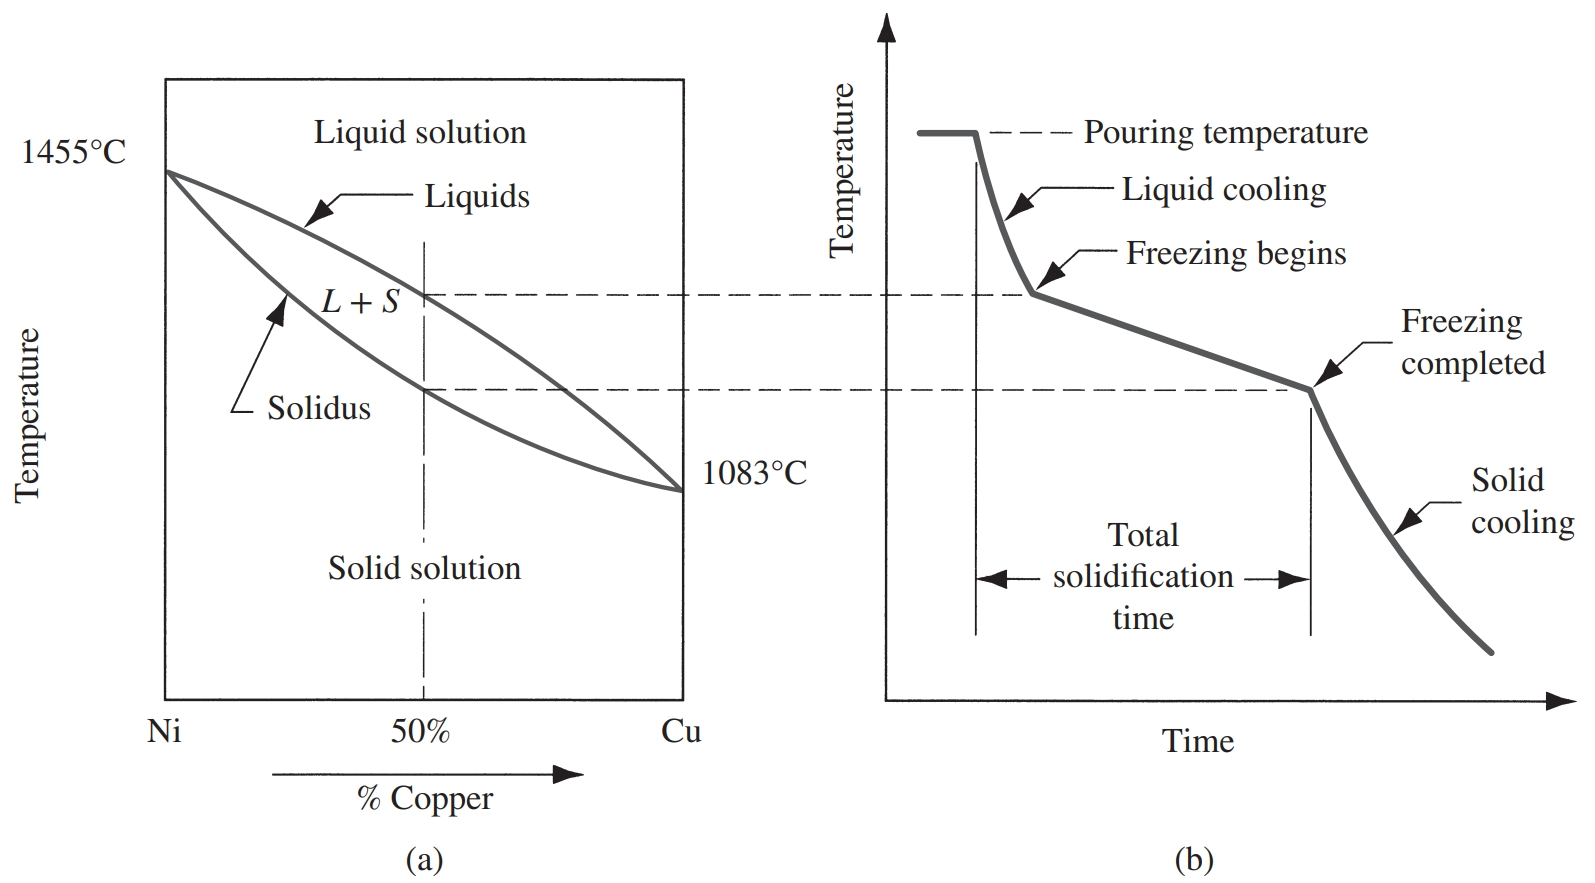 1455°C
Liquid solution
Liquids
L + S
Solidus
1083°C
Solid solution
Temperature
Ni
50%
Cu
% Copper
(a)
Temperature
Pouring temperature
Liquid cooling
Freezing begins
Freezing
completed
Solid
cooling
Total
solidification
time
Time
(b)